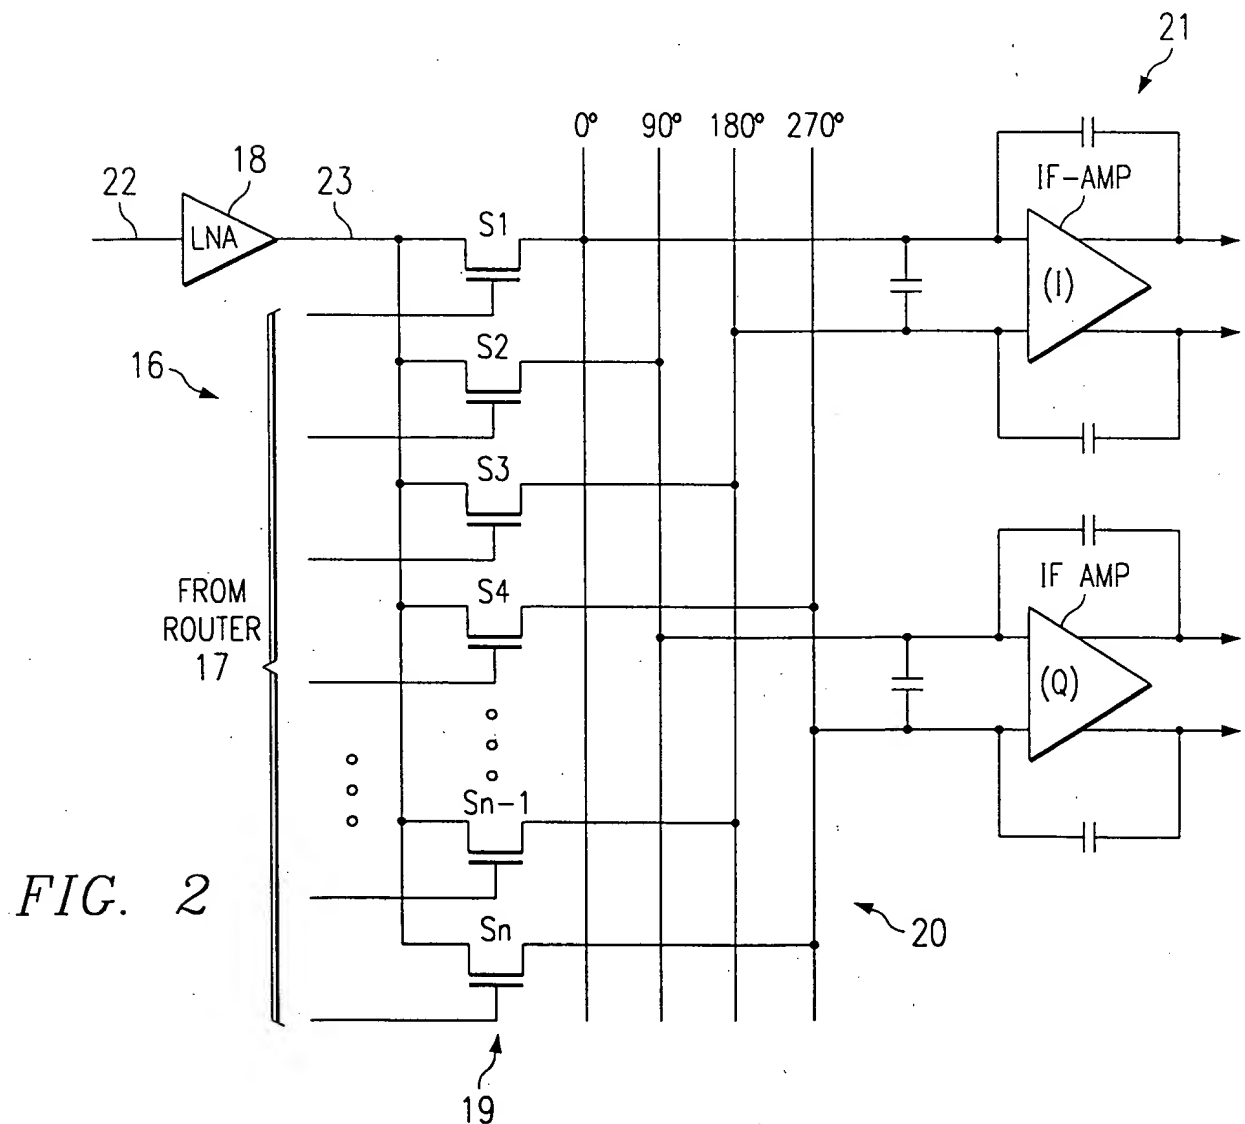 21
0° 90° 180° 270°
22 18 23 S1 IF-AMP
LNA
(I)
16
S2
S3
FROM
ROUTER
17
S4
IF AMP
(Q)
Sn-1
FIG. 2
Sn
20
19